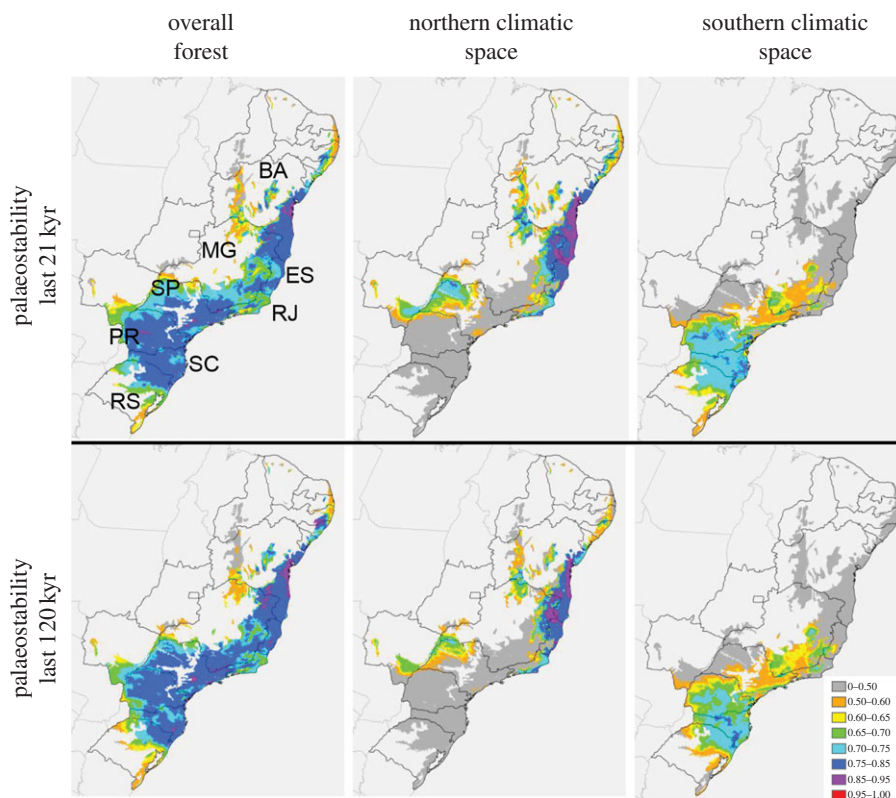 overall
forest
northern climatic
space
southern climatic
space
palaeostability
last 21 kyr
BA
MG
ES
SP
RJ
PR
SC
RS
palaeostability
last 120 kyr
0–0.50
0.50–0.60
0.60–0.65
0.65–0.70
0.70–0.75
0.75–0.85
0.85–0.95
0.95–1.00